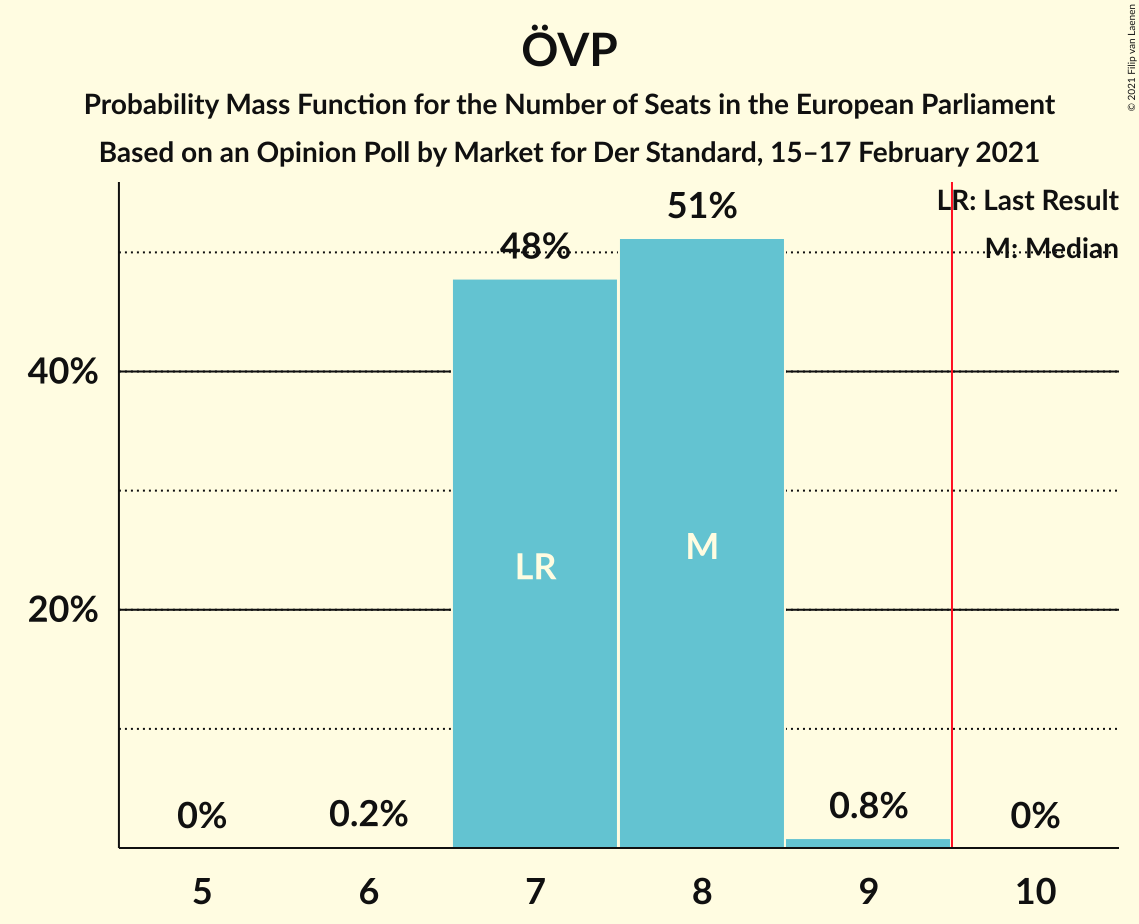 ÖVP
Probability Mass Function for the Number of Seats in the European Parliament
Based on an Opinion Poll by Market for Der Standard, 15–17 February 2021
© 2021 Filip van Laenen
LR: Last Result
M: Median
51%
48%
40%
20%
LR
M
0%
0.2%
0.8%
0%
5
6
7
8
9
10